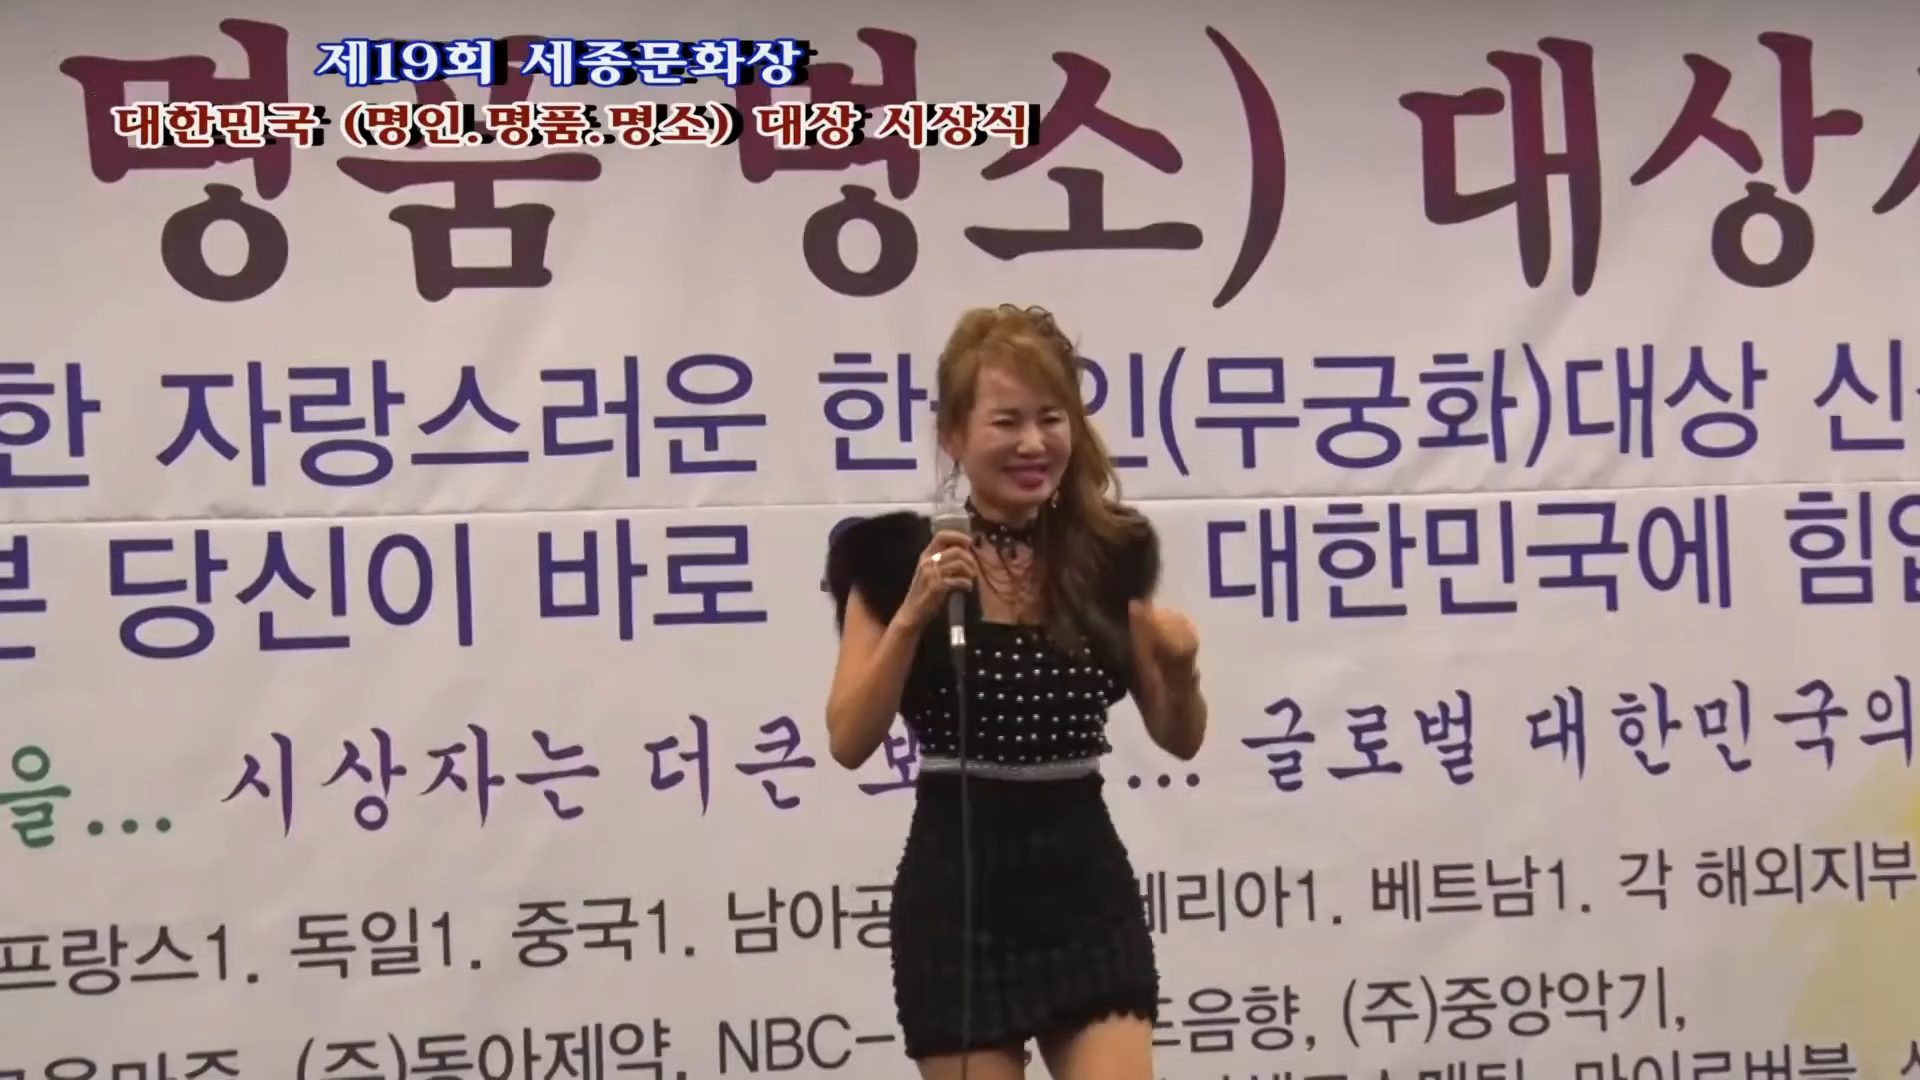 제19회 세종문화상
대한민국 (명인.명품.명소) 대상 시상식
명품 명소) 대상
한 자랑스러운 한 인(무궁화)대상
당신이 바로 대한민국에
을... 시상자는 더 큰 ... 글로벌 대한민국의
프랑스1. 독일1. 중국1. 남아공 베리아1. 베트남1. 각 해외지부
(주)동아제약, NBC- 드음향, (주)중앙악기,